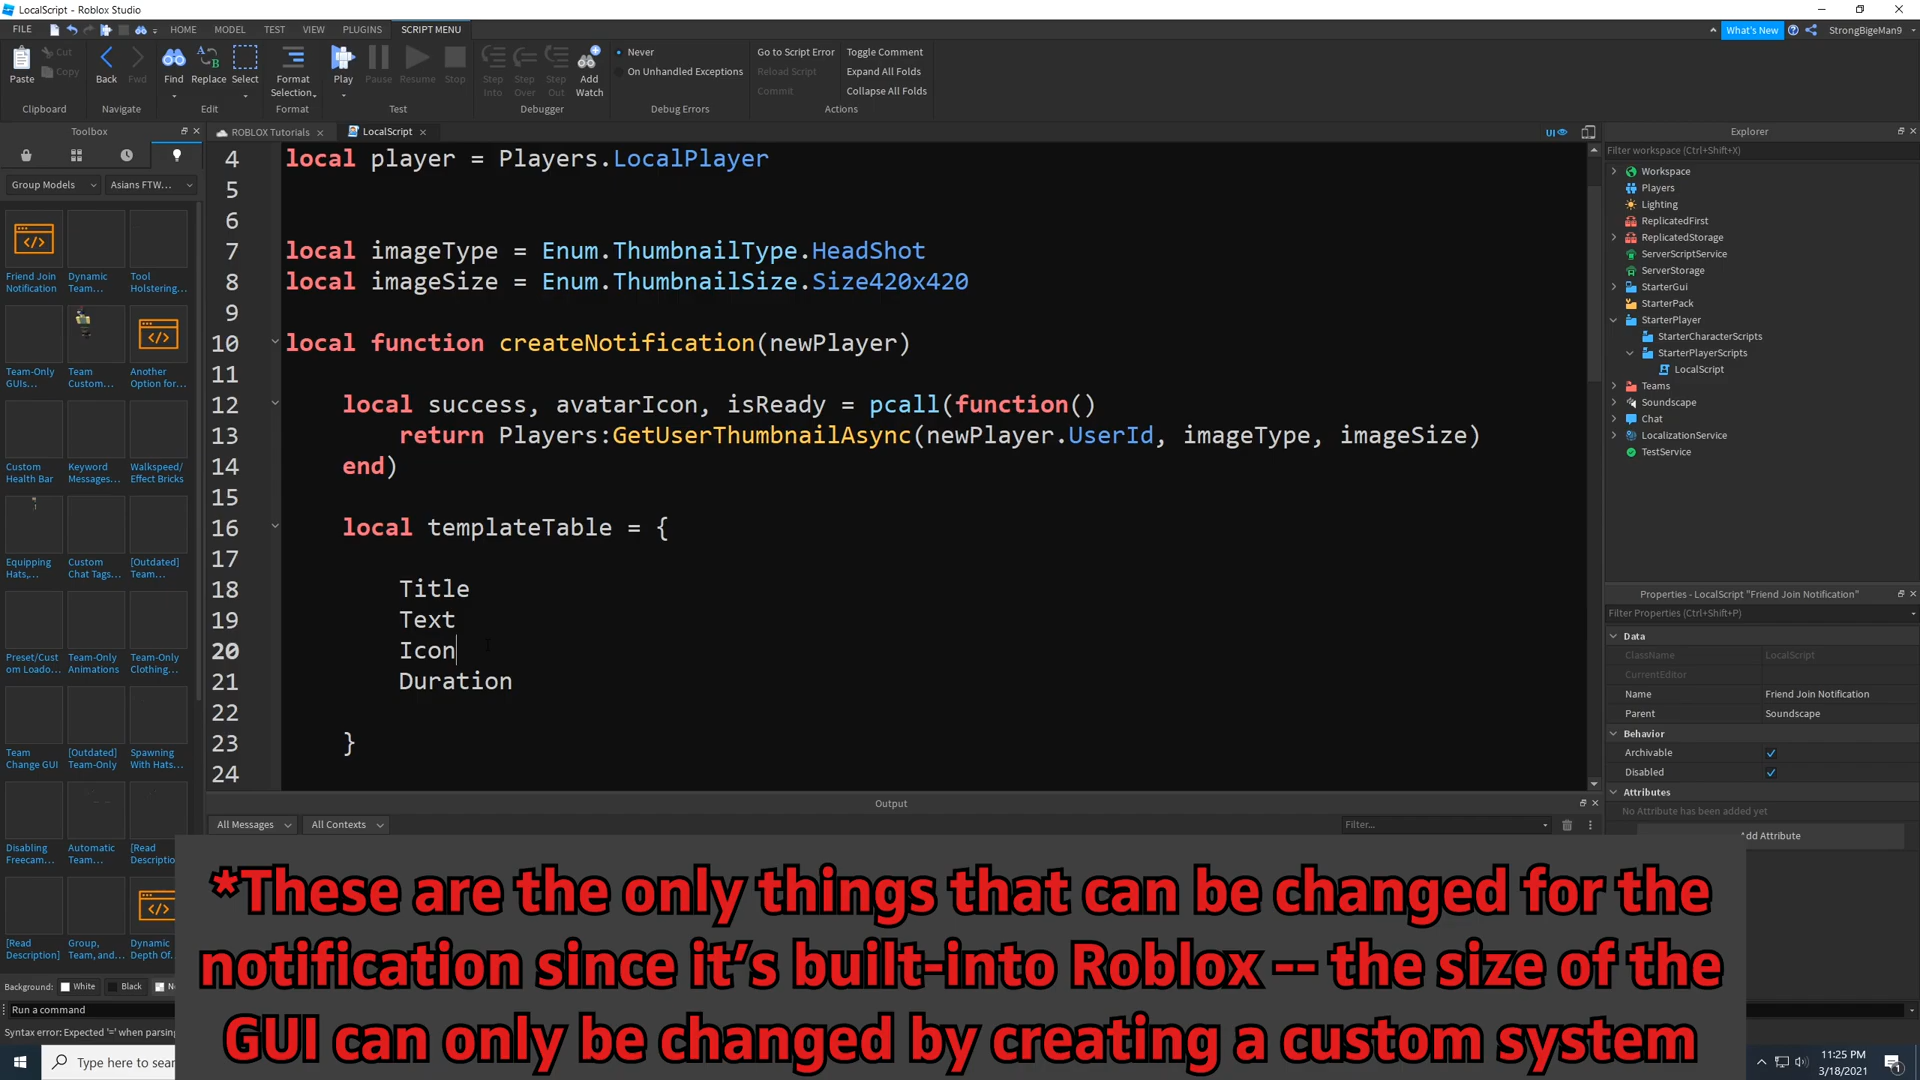 LocalScript - Roblox Studio
FILE HOME MODEL TEST VIEW PLUGINS SCRIPT MENU What's New StrongBigeMan9
Paste Cut Copy Back Fwd Find Replace Select Format Selection Play Pause Resume Stop Step Into Step Over Step Out Add Watch
Never
On Unhandled Exceptions
Go to Script Error
Reload Script
Commit
Toggle Comment
Expand All Folds
Collapse All Folds
Clipboard Navigate Edit Format Test Debugger Debug Errors Actions
Toolbox
Group Models Asians FTW...
Friend Join Notification
Dynamic Team...
Tool Holstering...
Team-Only GUIs...
Team Custom...
Another Option for...
Custom Health Bar
Keyword Messages...
Walkspeed/ Effect Bricks
Equipping Hats,...
Custom Chat Tags...
[Outdated] Team...
Preset/Cust om Loado...
Team-Only Animations
Team-Only Clothing...
Team Change GUI
[Outdated] Team-Only
Spawning With Hats...
Disabling Freecam...
Automatic Team...
[Read Descriptio
[Read Description]
Group, Team, and...
Dynamic Depth Of...
Background: White Black
Run a command
Syntax error: Expected '=' when parsing
ROBLOX Tutorials LocalScript UI
4 local player = Players.LocalPlayer
5
6
7 local imageType = Enum.ThumbnailType.HeadShot
8 local imageSize = Enum.ThumbnailSize.Size420x420
9
10 local function createNotification(newPlayer)
11
12 local success, avatarIcon, isReady = pcall(function()
13 return Players:GetUserThumbnailAsync(newPlayer.UserId, imageType, imageSize)
14 end)
15
16 local templateTable = {
17
18 Title
19 Text
20 Icon
21 Duration
22
23 }
24
Output
All Messages All Contexts Filter...
Explorer
Filter workspace (Ctrl+Shift+X)
Workspace
Players
Lighting
ReplicatedFirst
ReplicatedStorage
ServerScriptService
ServerStorage
StarterGui
StarterPack
StarterPlayer
StarterCharacterScripts
StarterPlayerScripts
LocalScript
Teams
Soundscape
Chat
LocalizationService
TestService
Properties - LocalScript "Friend Join Notification"
Filter Properties (Ctrl+Shift+P)
Data
ClassName LocalScript
CurrentEditor
Name Friend Join Notification
Parent Soundscape
Behavior
Archivable
Disabled
Attributes
No Attribute has been added yet
Add Attribute
*These are the only things that can be changed for the
notification since it’s built-into Roblox -- the size of the
GUI can only be changed by creating a custom system
Type here to sear
11:25 PM
3/18/2021